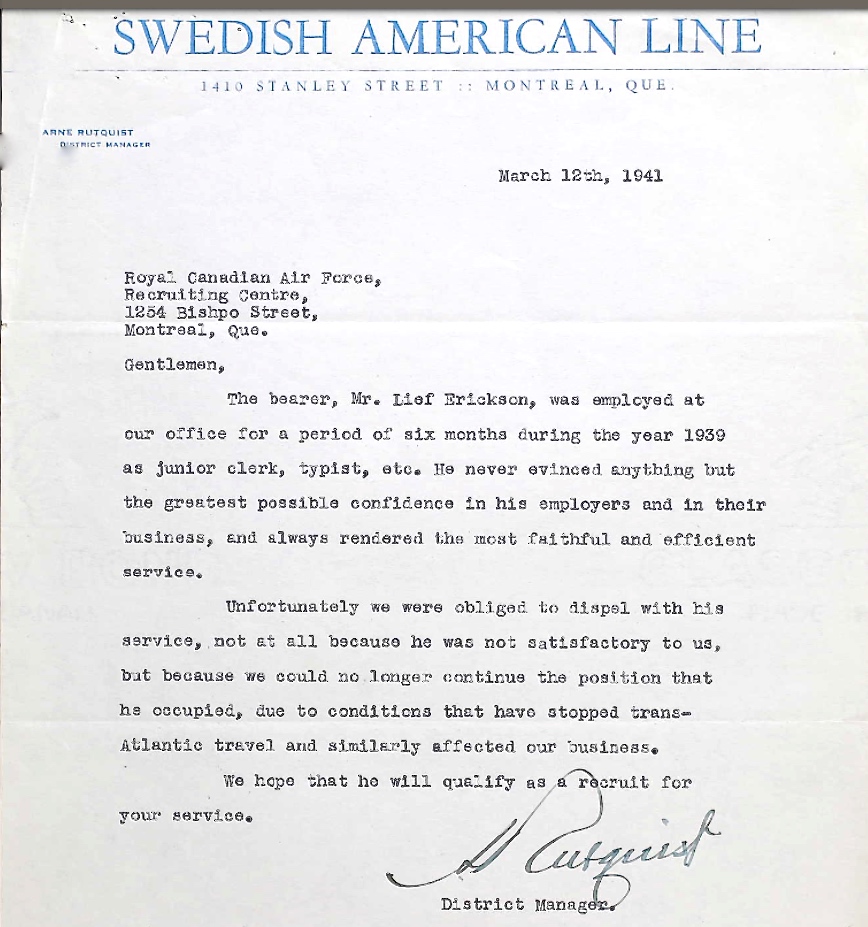 SWEDISH AMERICAN LINE
1410 STANLEY STREET :: MONTREAL, QUE.
ARNE RUTQUIST
DISTRICT MANAGER
March 12th, 1941
Royal Canadian Air Force,
Recruiting Centre,
1254 Bishpo Street,
Montreal, Que.
Gentlemen,
The bearer, Mr. Lief Erickson, was employed at
our office for a period of six months during the year 1939
as junior clerk, typist, etc. He never evinced anything but
the greatest possible confidence in his employers and in their
business, and always rendered the most faithful and efficient
service.
Unfortunately we were obliged to dispel with his
service, not at all because he was not satisfactory to us,
but because we could no longer continue the position that
he occupied, due to conditions that have stopped trans-
Atlantic travel and similarly affected our business.
We hope that he will qualify as a recruit for
your service.
A Rutquist
District Manager.